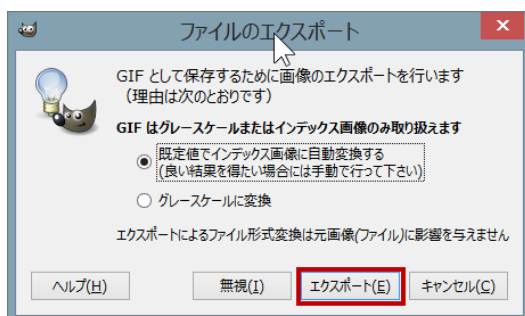 ファイルのエクスポート
GIF として保存するために画像のエクスポートを行います
(理由は次のとおりです)
GIF はグレースケールまたはインデックス画像のみ取り扱えます
既定値でインデックス画像に自動変換する
(良い結果を得たい場合には手動で行って下さい)
グレースケールに変換
エクスポートによるファイル形式変換は元画像(ファイル)に影響を与えません
ヘルプ(H) 無視(I) エクスポート(E) キャンセル(C)